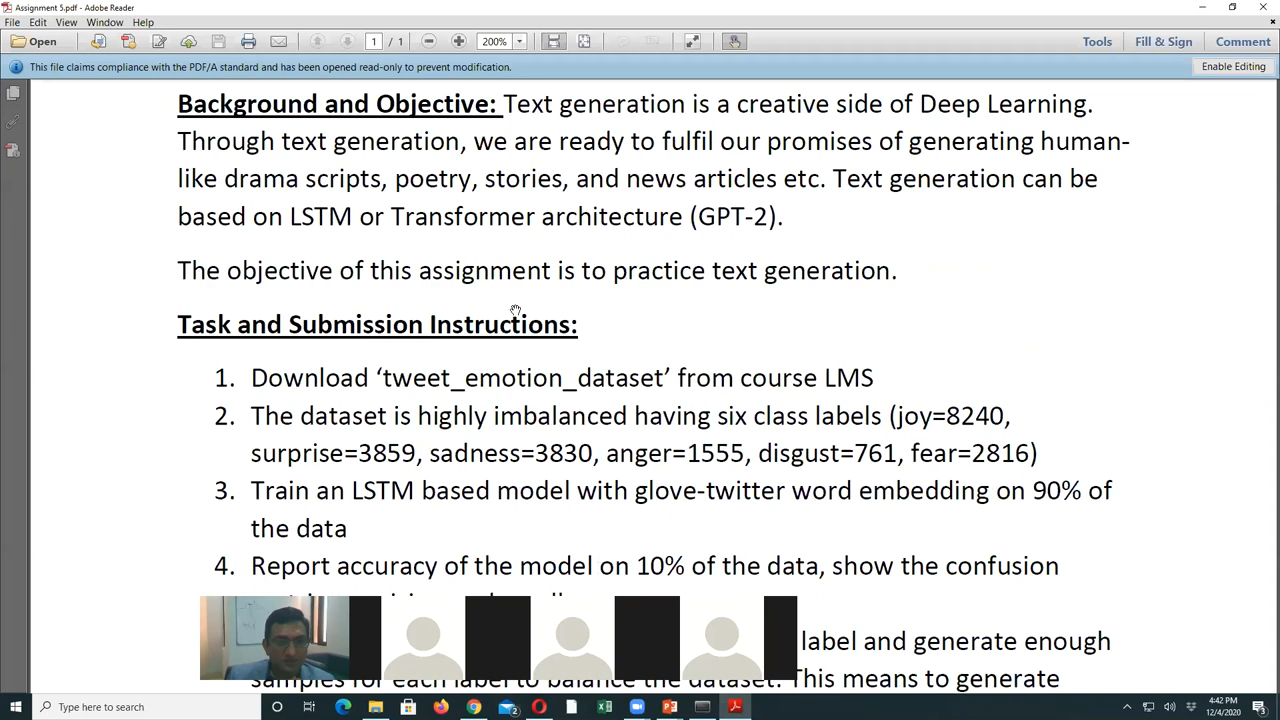 Assignment 5.pdf - Adobe Reader
File Edit View Window Help
Open 1 / 1 200% Tools Fill & Sign Comment
This file claims compliance with the PDF/A standard and has been opened read-only to prevent modification. Enable Editing
Background and Objective: Text generation is a creative side of Deep Learning.
Through text generation, we are ready to fulfil our promises of generating human-
like drama scripts, poetry, stories, and news articles etc. Text generation can be
based on LSTM or Transformer architecture (GPT-2).
The objective of this assignment is to practice text generation.
Task and Submission Instructions:
1. Download ‘tweet_emotion_dataset’ from course LMS
2. The dataset is highly imbalanced having six class labels (joy=8240,
surprise=3859, sadness=3830, anger=1555, disgust=761, fear=2816)
3. Train an LSTM based model with glove-twitter word embedding on 90% of
the data
4. Report accuracy of the model on 10% of the data, show the confusion
label and generate enough
samples for each label to balance the dataset. This means to generate
Type here to search
4:42 PM
12/4/2020